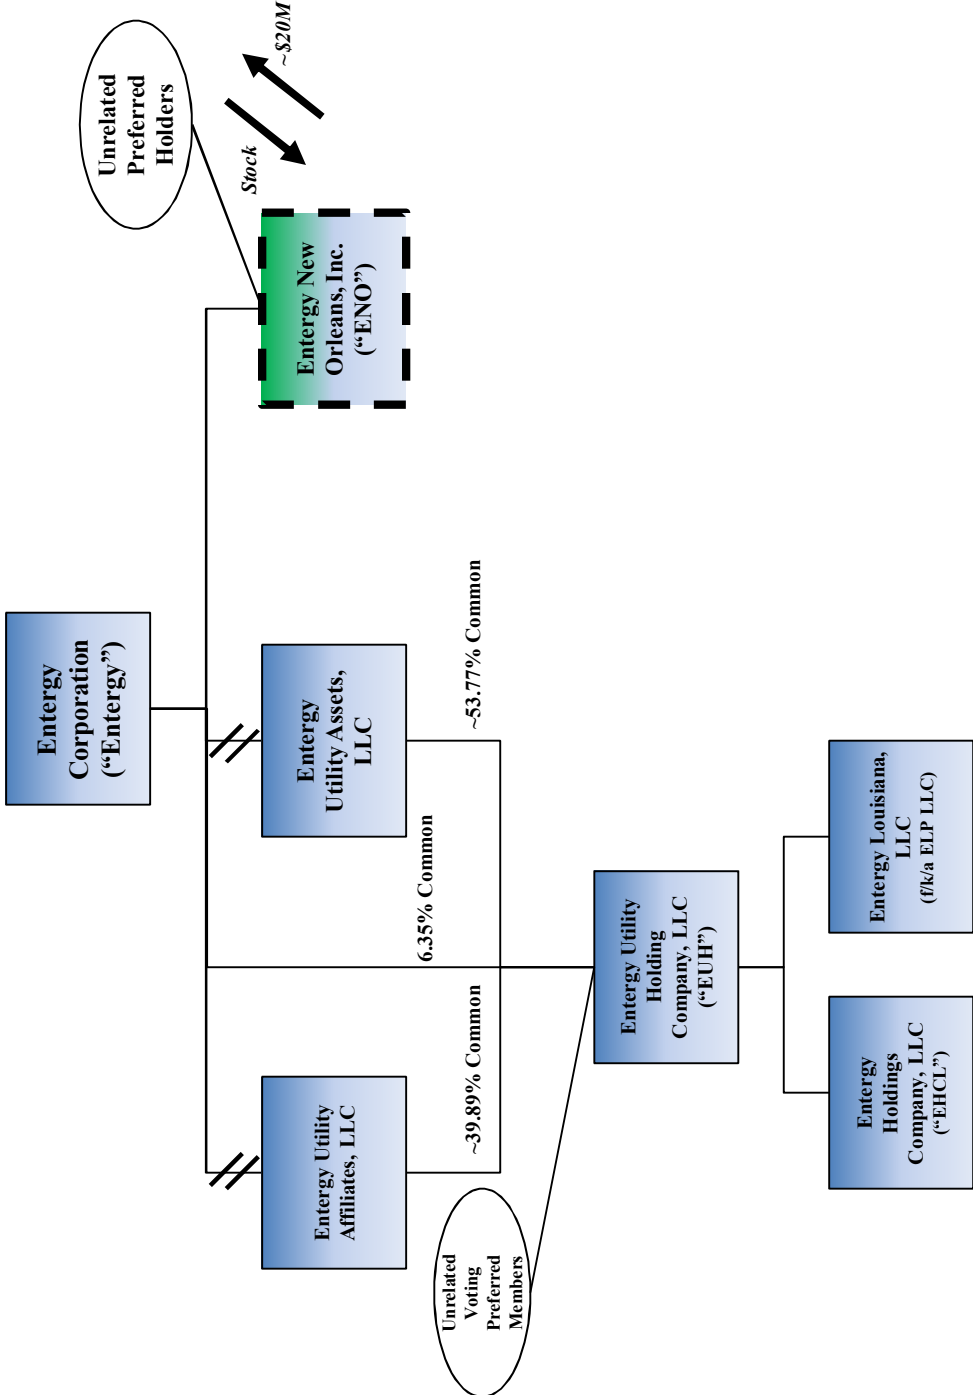 Entergy
Corporation
(“Entergy”)
Unrelated
Preferred
Holders
Entergy Utility
Affiliates, LLC
Entergy
Utility Assets,
LLC
Entergy New
Orleans, Inc.
(“ENO”)
Stock
~$20M
~39.89% Common
6.35% Common
~53.77% Common
Unrelated
Voting
Preferred
Members
Entergy Utility
Holding
Company, LLC
(“EUH”)
Entergy
Holdings
Company, LLC
(“EHCL”)
Entergy Louisiana,
LLC
(f/k/a ELP LLC)